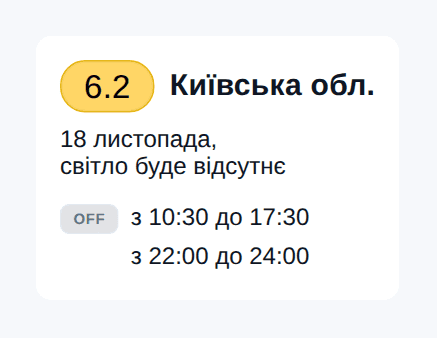 6.2 Київська обл.
18 листопада,
світло буде відсутнє
OFF з 10:30 до 17:30
з 22:00 до 24:00